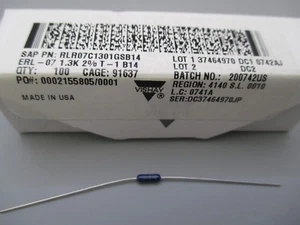 SAP P/N: RLR07C1301GSB14
ERL-07 1.3K 2% T-1 B14
QTY: 100 CAGE: 91637
PO#: 0002155805/0001
MADE IN USA
VISHAY
LOT 1 37464970 DC1 0742AJ
LOT 2 DC2
BATCH NO.: 200742US
REGION: 4140 S.L. 0010
L.C: 0741A
SER:DC37464970JP